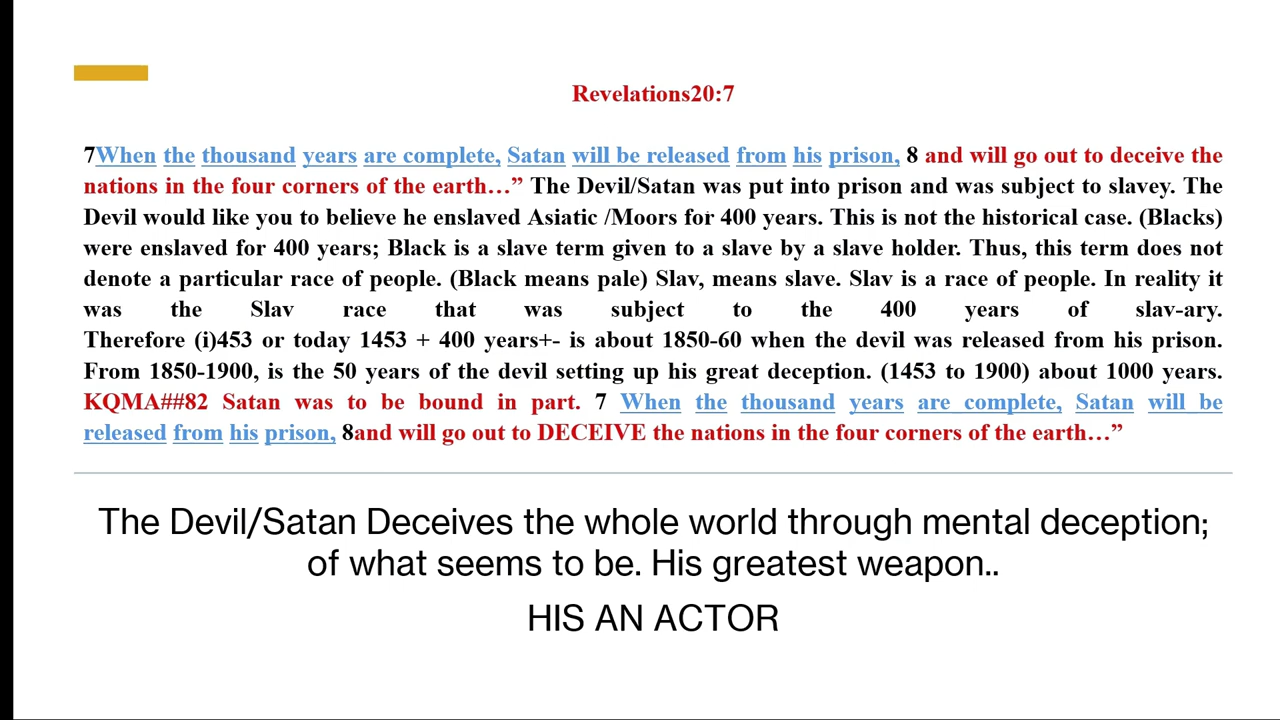 Revelations20:7
7When the thousand years are complete, Satan will be released from his prison, 8 and will go out to deceive the
nations in the four corners of the earth…” The Devil/Satan was put into prison and was subject to slavey. The
Devil would like you to believe he enslaved Asiatic /Moors for 400 years. This is not the historical case. (Blacks)
were enslaved for 400 years; Black is a slave term given to a slave by a slave holder. Thus, this term does not
denote a particular race of people. (Black means pale) Slav, means slave. Slav is a race of people. In reality it
was the Slav race that was subject to the 400 years of slav-ary.
Therefore (i)453 or today 1453 + 400 years+- is about 1850-60 when the devil was released from his prison.
From 1850-1900, is the 50 years of the devil setting up his great deception. (1453 to 1900) about 1000 years.
KQMA##82 Satan was to be bound in part. 7 When the thousand years are complete, Satan will be
released from his prison, 8and will go out to DECEIVE the nations in the four corners of the earth…”
The Devil/Satan Deceives the whole world through mental deception;
of what seems to be. His greatest weapon..
HIS AN ACTOR